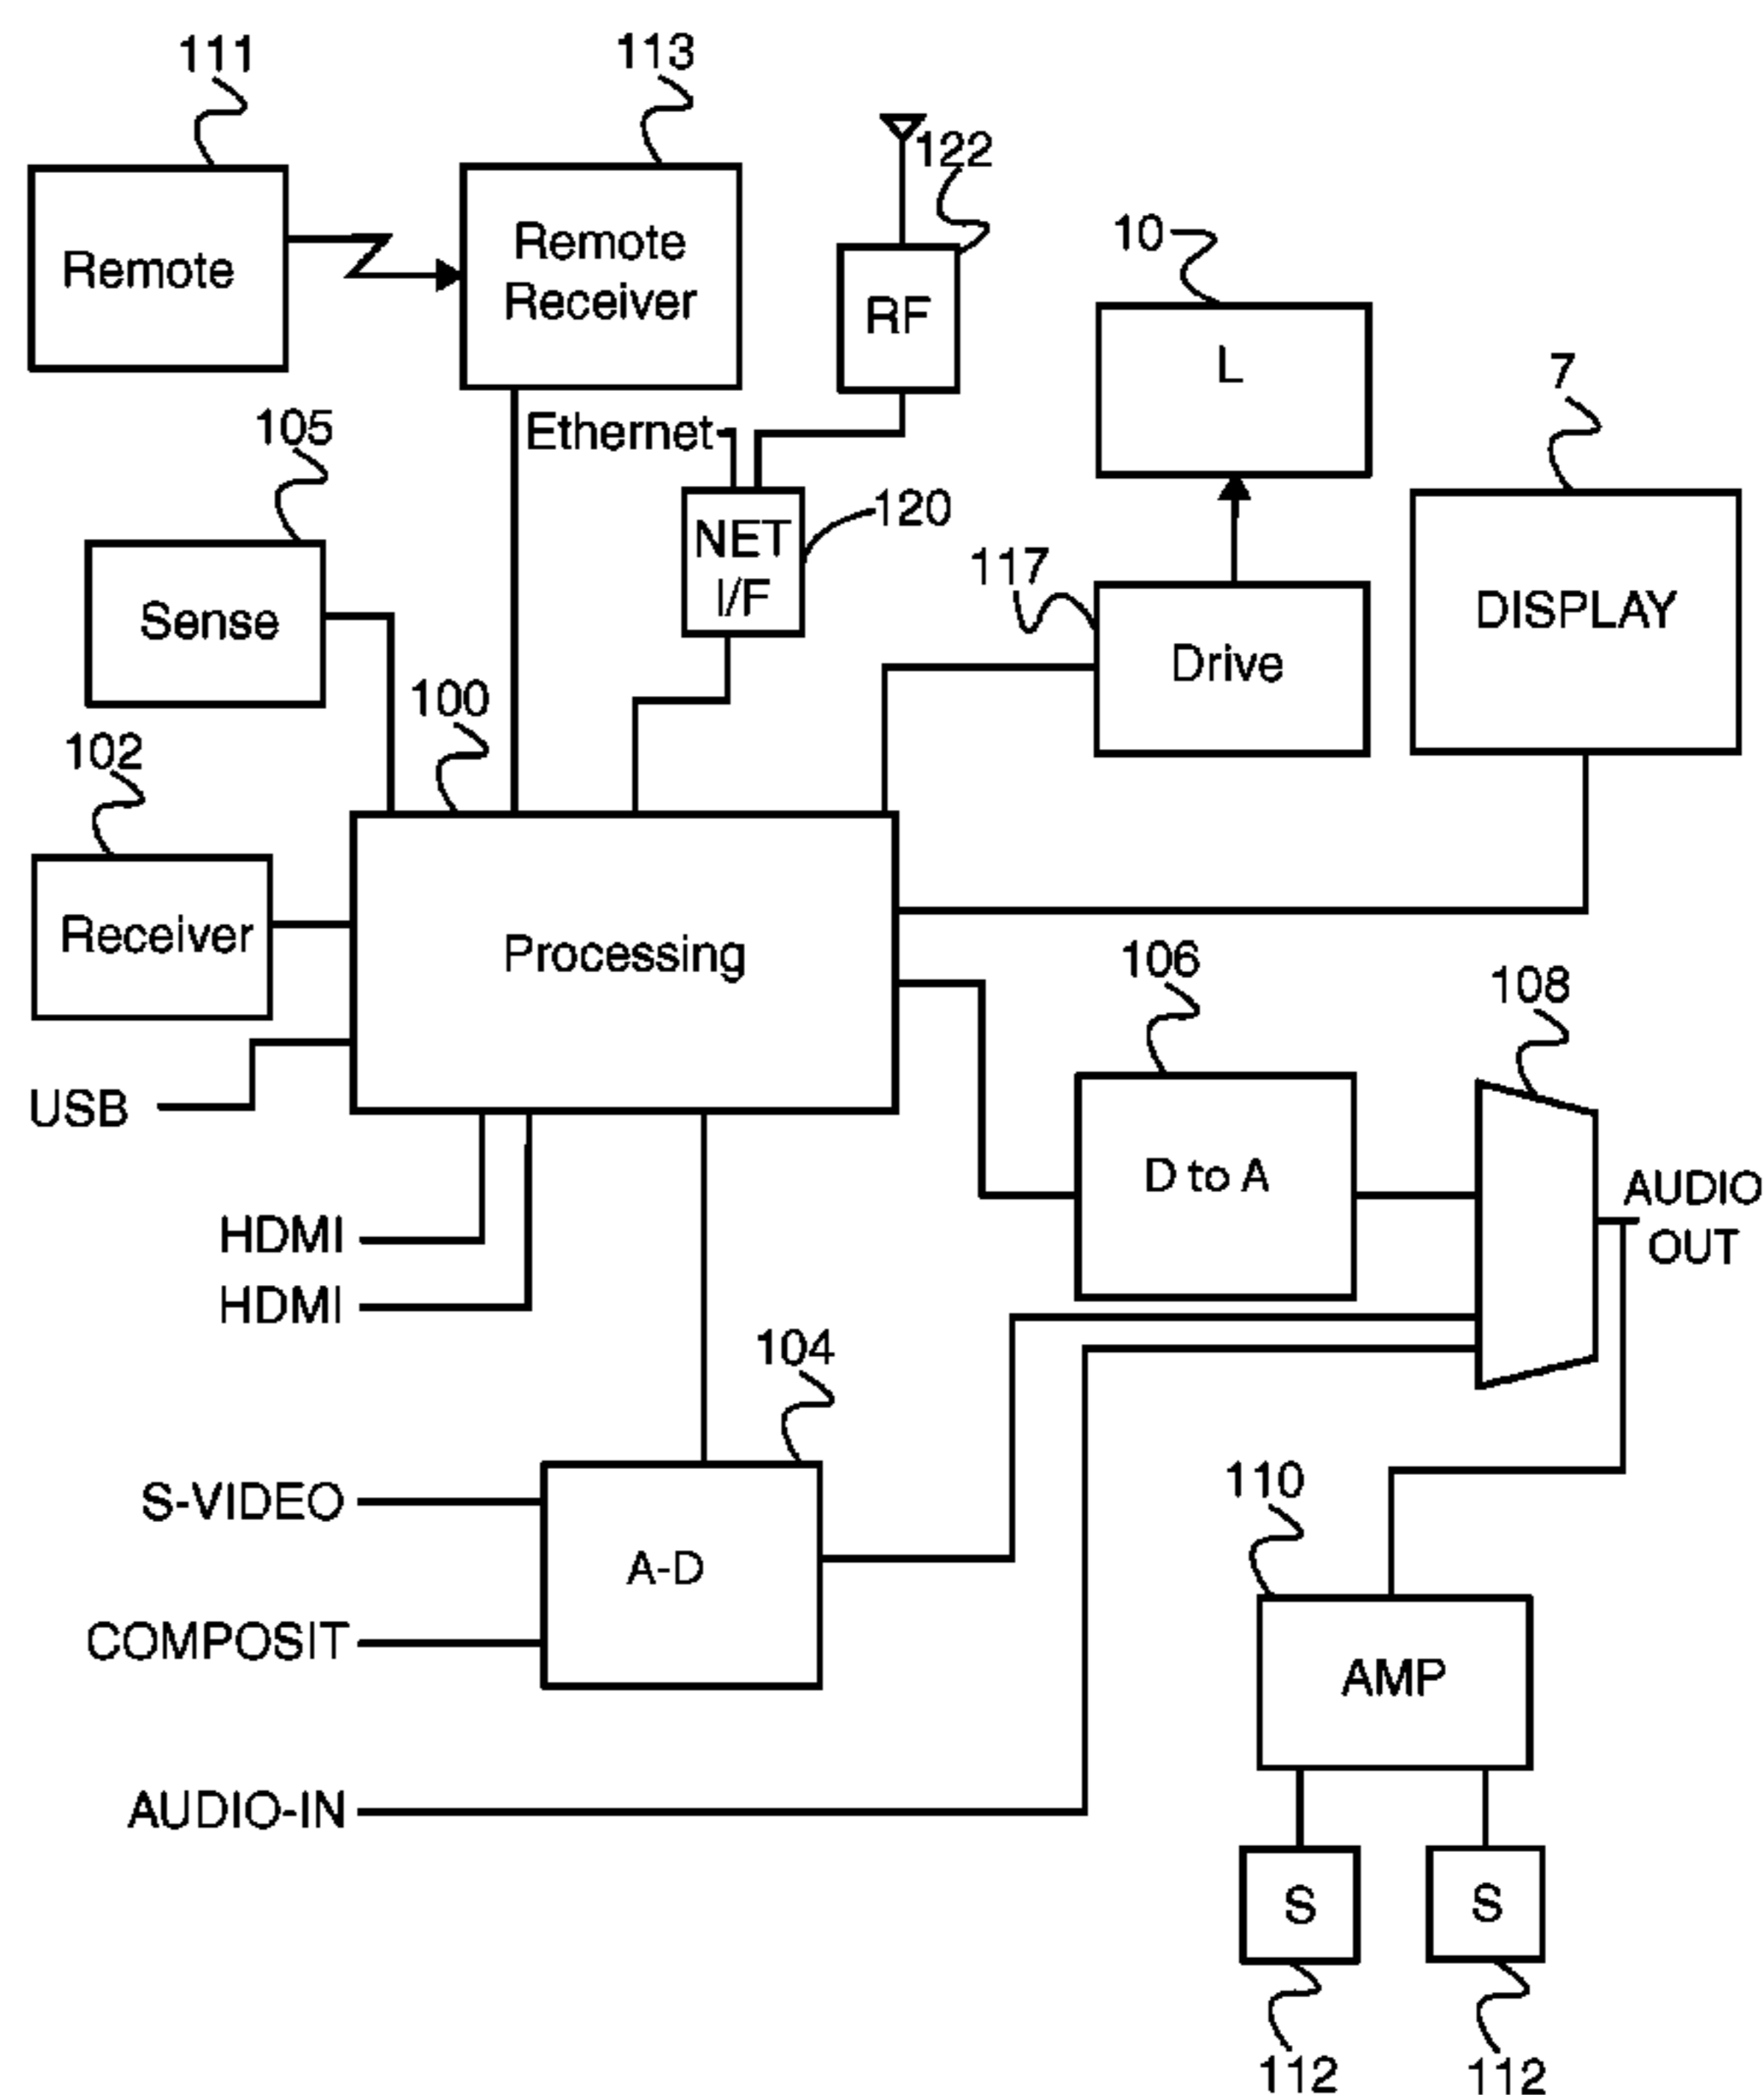 111
113
122
Remote
Remote
Receiver
RF
10
L
7
105
Ethernet
Sense
NET
I/F
120
117
Drive
DISPLAY
100
102
Receiver
Processing
106
108
USB
D to A
AUDIO
OUT
HDMI
HDMI
104
S-VIDEO
A-D
110
COMPOSIT
AMP
AUDIO-IN
S
S
112
112